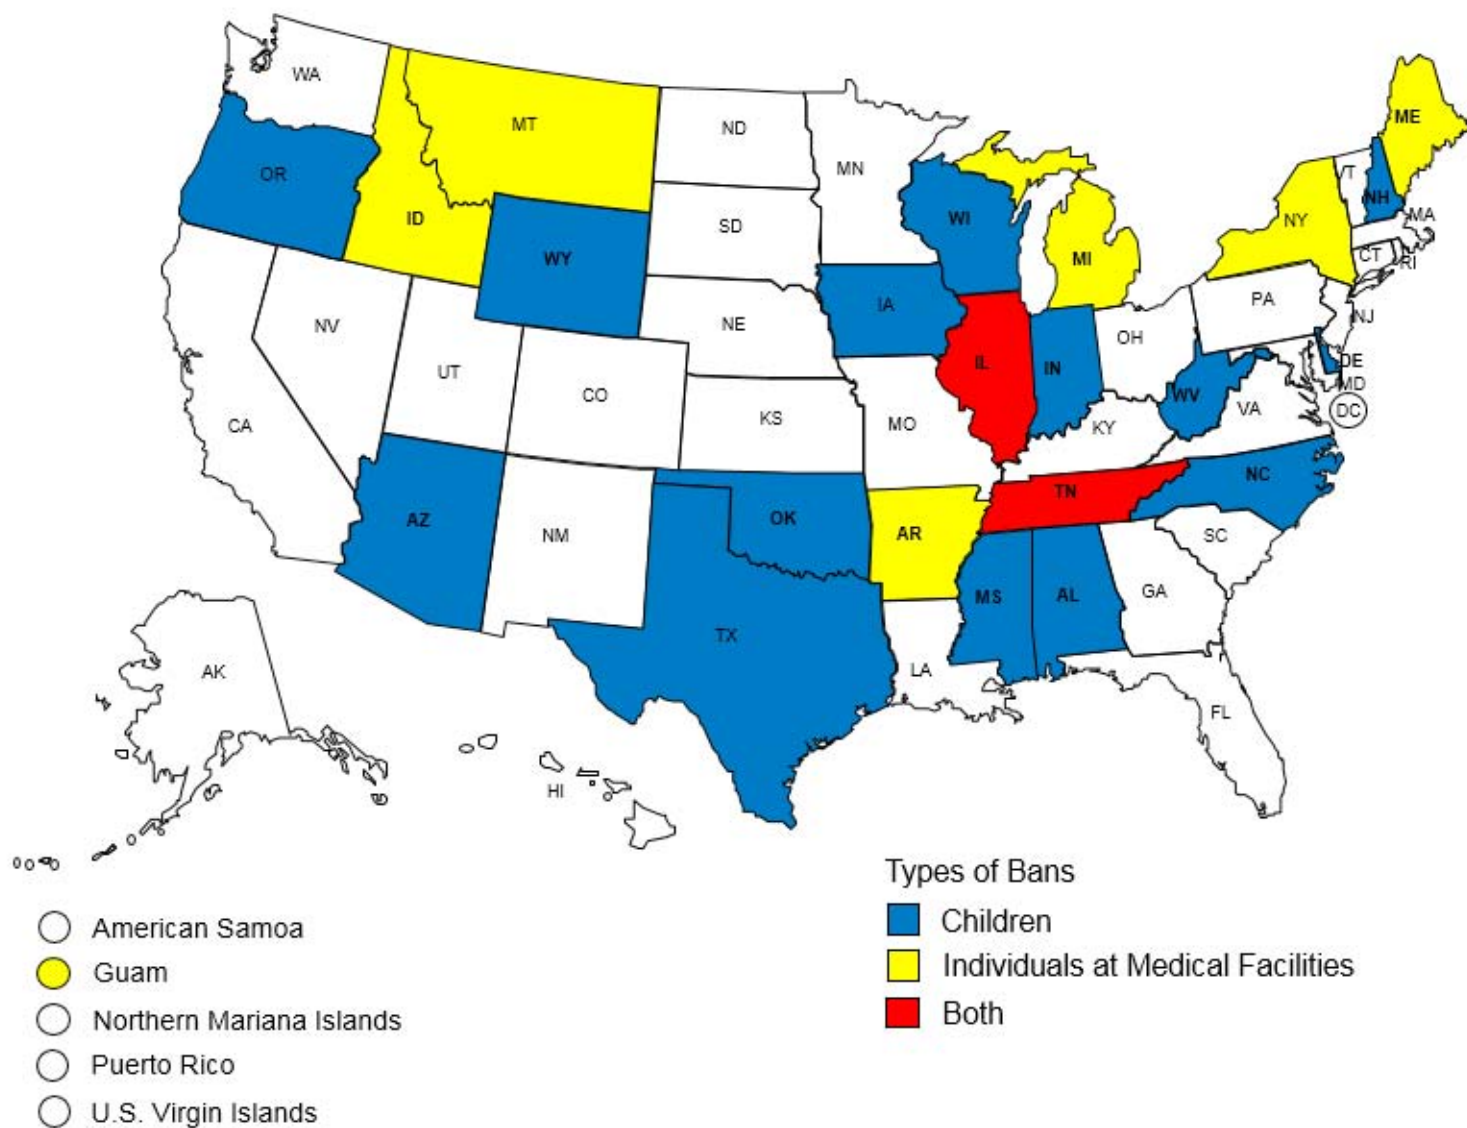 WA
MT
ND
MN
ME
OR
ID
SD
WI
VT
NH
NY
MA
WY
MI
CT
RI
IA
PA
NV
NE
OH
NJ
UT
IL
IN
DE
CO
MD
CA
KS
MO
WV
VA
DC
KY
AZ
NM
OK
AR
TN
NC
SC
MS
AL
GA
TX
AK
LA
FL
HI
American Samoa
Guam
Northern Mariana Islands
Puerto Rico
U.S. Virgin Islands
Types of Bans
Children
Individuals at Medical Facilities
Both